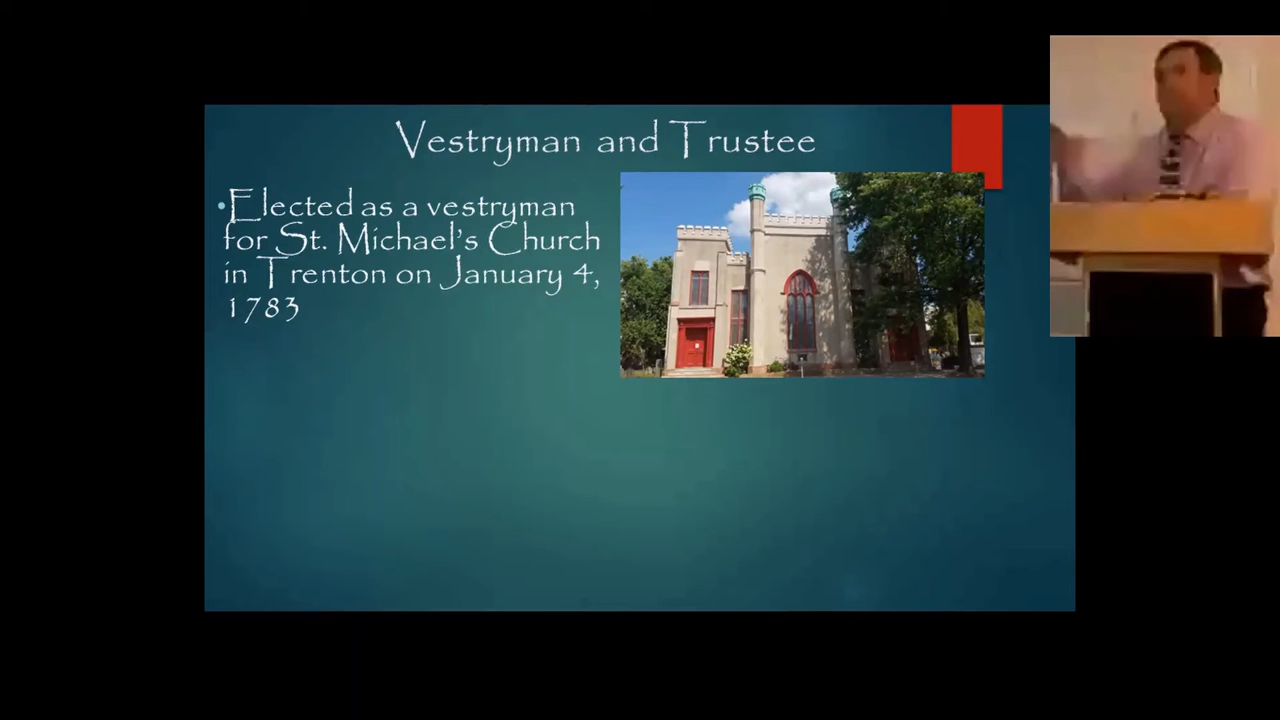 Vestryman and Trustee
•Elected as a vestryman
for St. Michael's Church
in Trenton on January 4,
1783